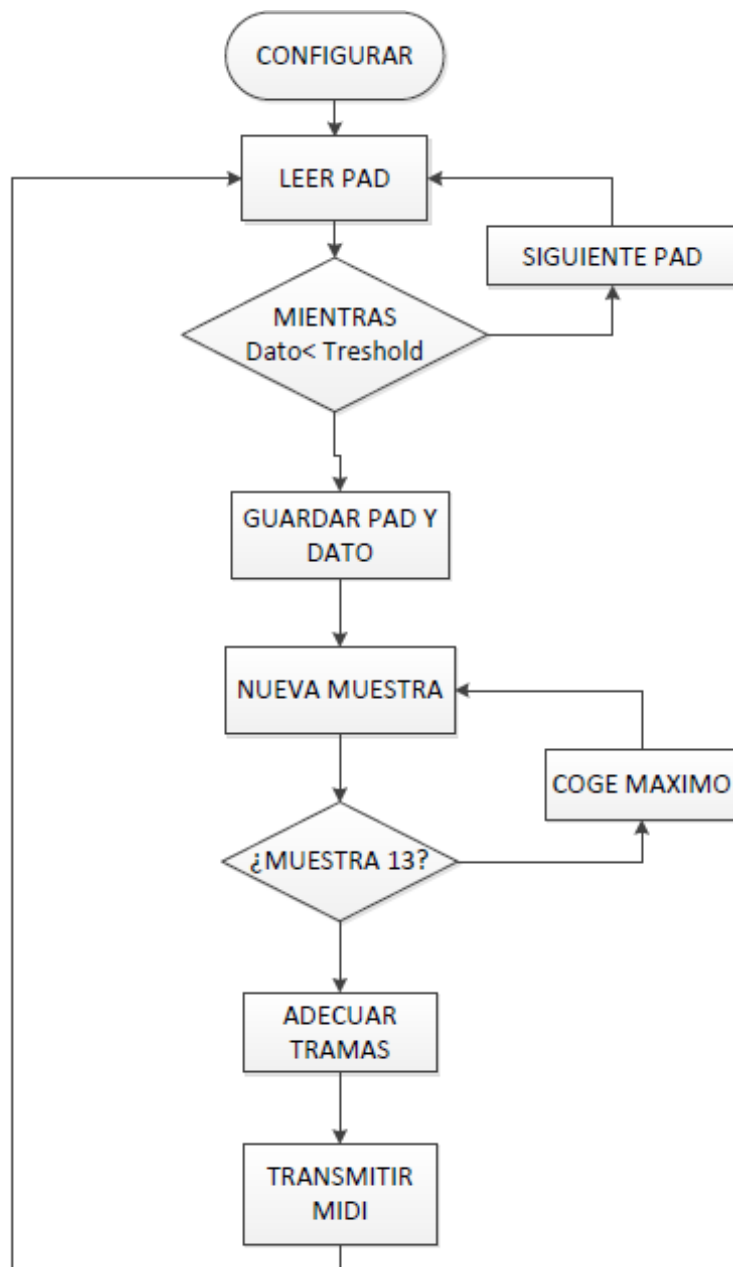 CONFIGURAR
LEER PAD
SIGUIENTE PAD
MIENTRAS
Dato< Treshold
GUARDAR PAD Y
DATO
NUEVA MUESTRA
COGE MAXIMO
¿MUESTRA 13?
ADECUAR
TRAMAS
TRANSMITIR
MIDI